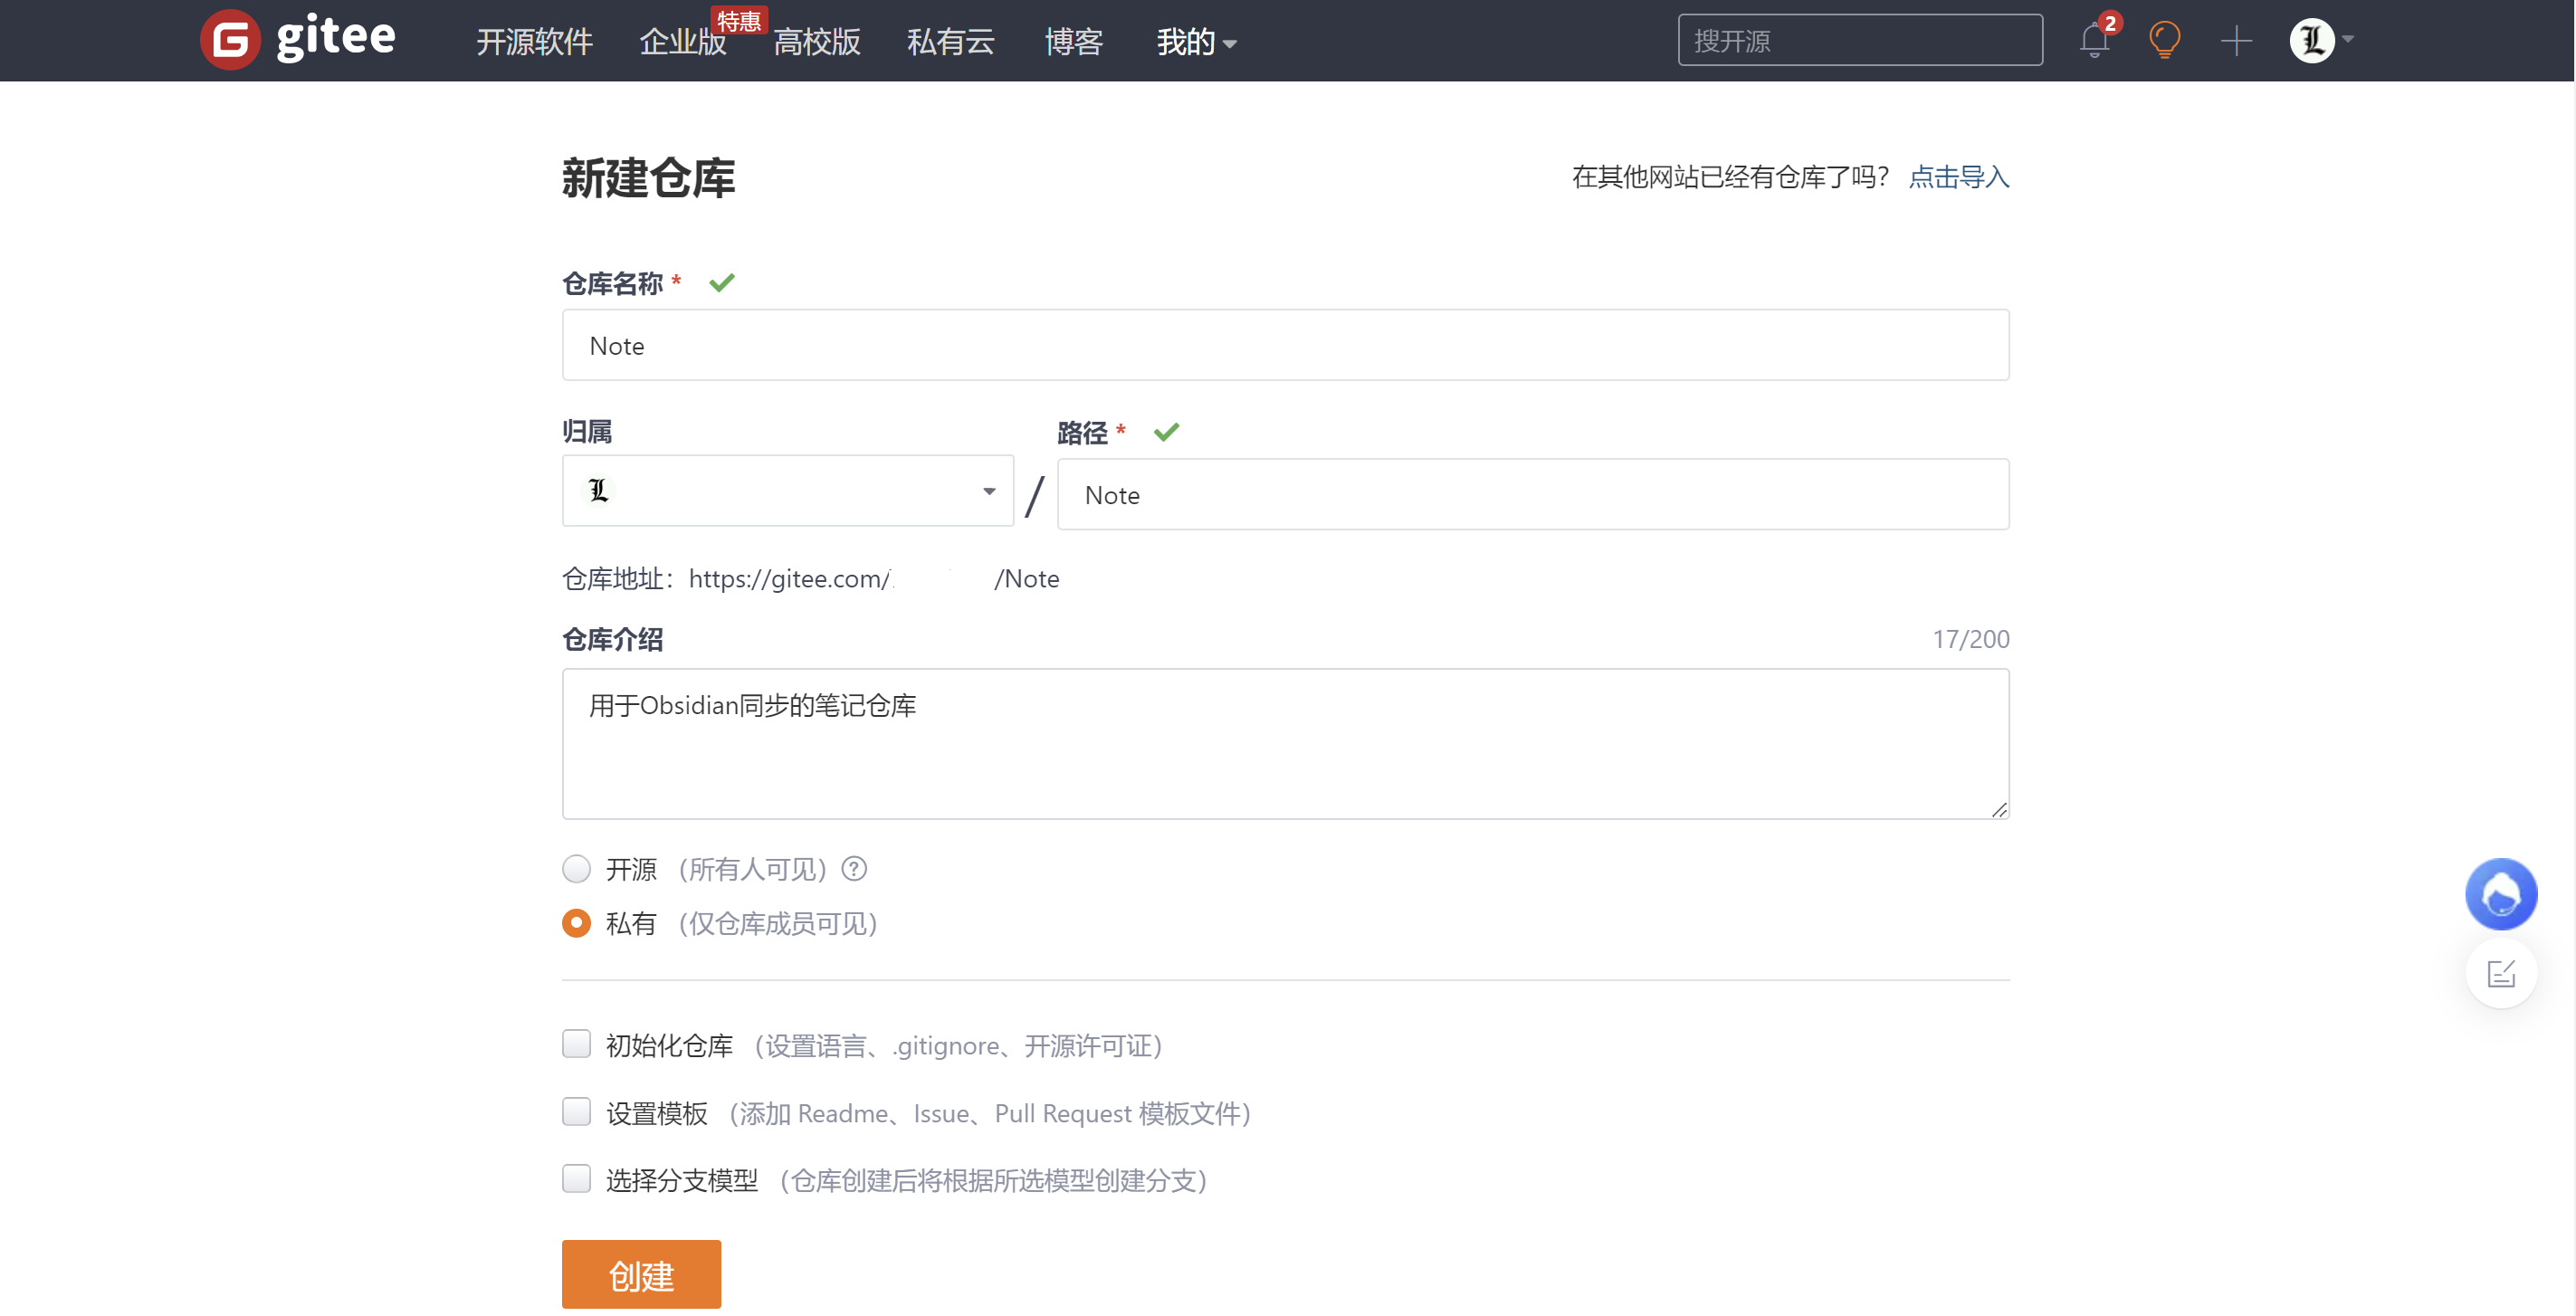 gitee 开源软件 企业版 特惠 高校版 私有云 博客 我的 搜开源 2
新建仓库 在其他网站已经有仓库了吗？ 点击导入
仓库名称 *
Note
归属 路径 *
L / Note
仓库地址：https://gitee.com/ /Note
仓库介绍 17/200
用于Obsidian同步的笔记仓库
开源 （所有人可见）
私有 （仅仓库成员可见）
初始化仓库 （设置语言、.gitignore、开源许可证）
设置模板 （添加 Readme、Issue、Pull Request 模板文件）
选择分支模型 （仓库创建后将根据所选模型创建分支）
创建